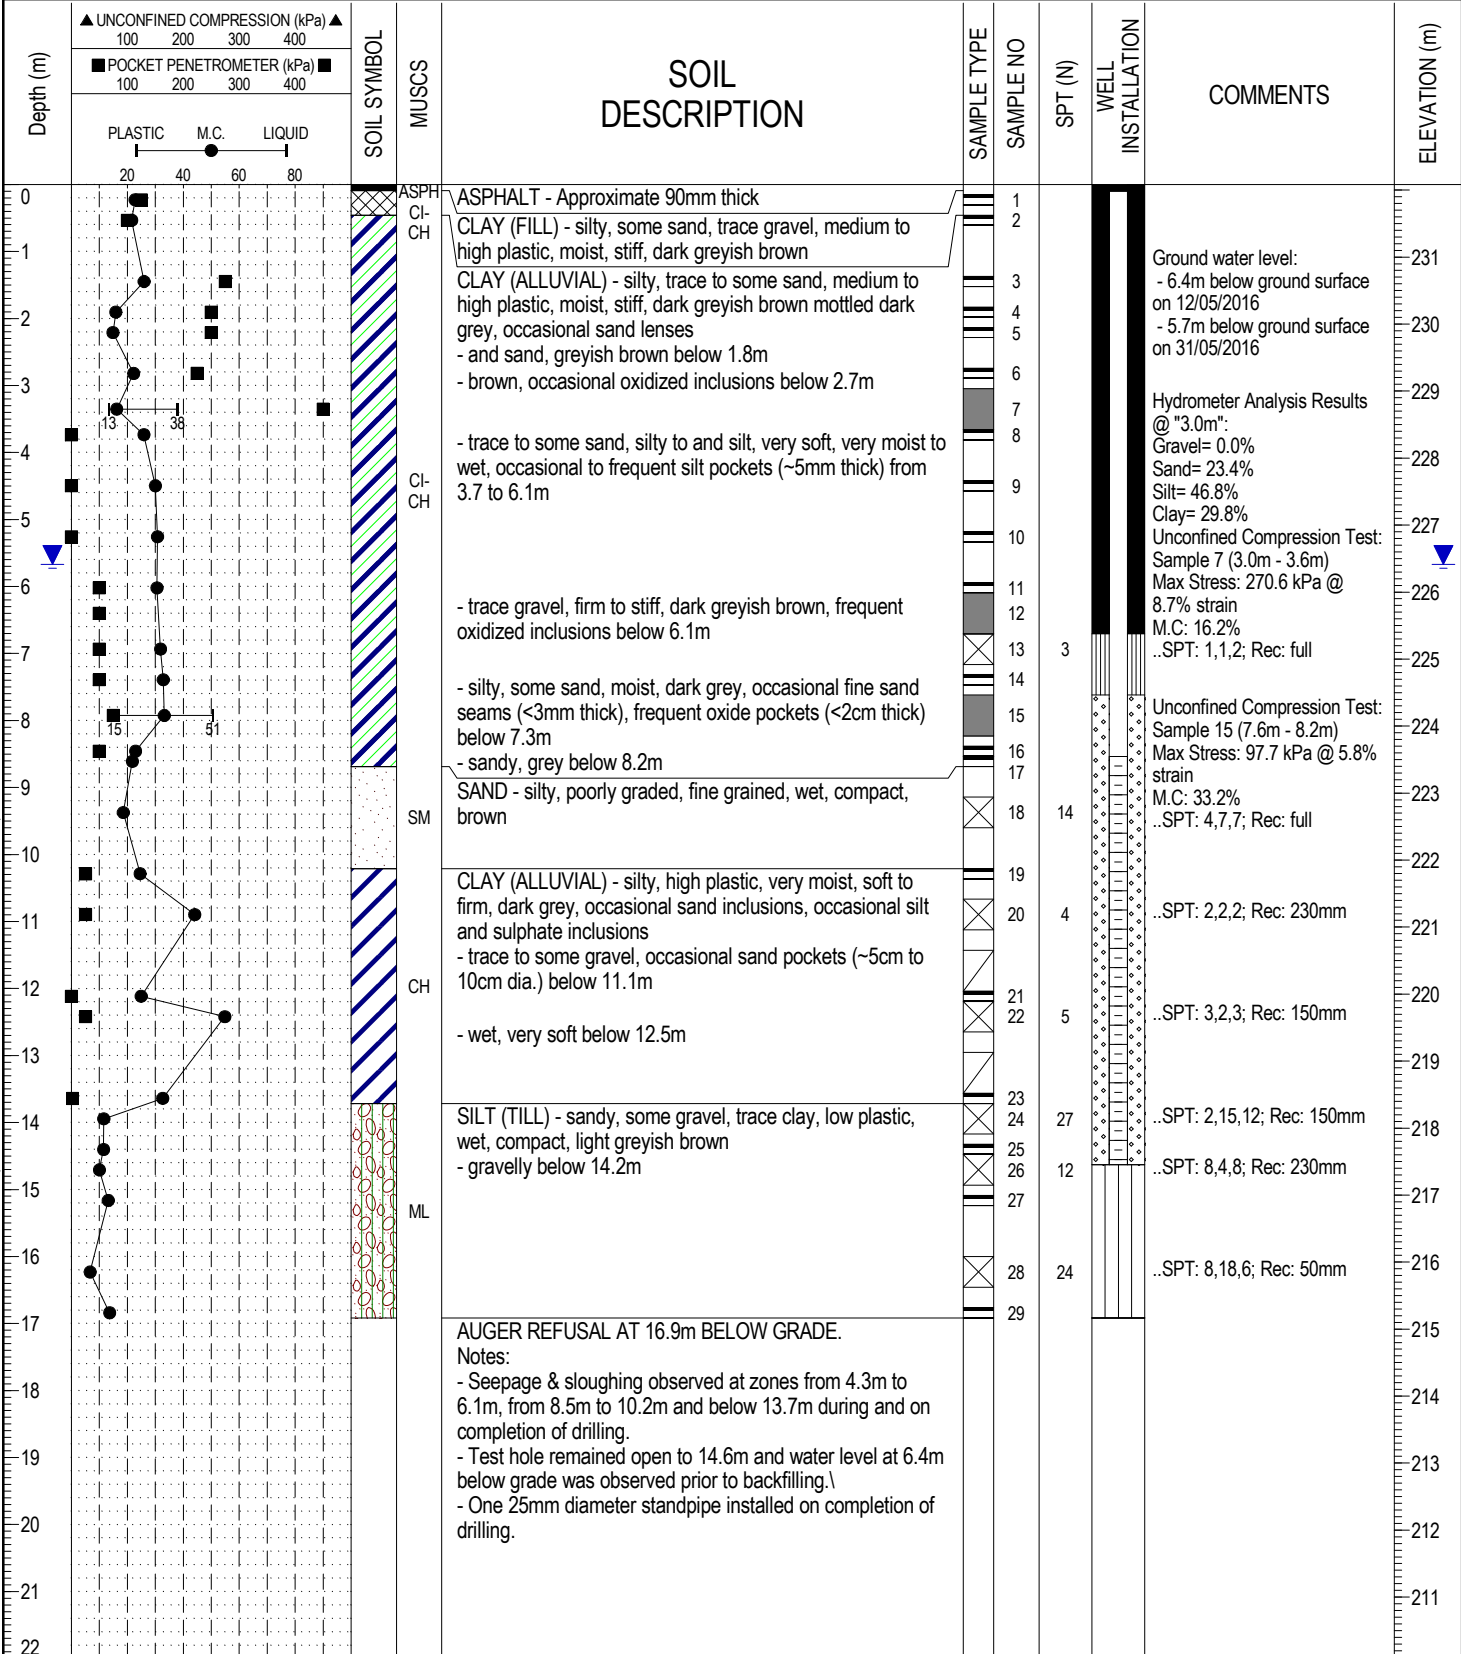 ▲ UNCONFINED COMPRESSION (kPa) ▲
100 200 300 400
■ POCKET PENETROMETER (kPa) ■
100 200 300 400
PLASTIC M.C. LIQUID
20 40 60 80
Depth (m)
SOIL SYMBOL
MUSCS
SOIL
DESCRIPTION
SAMPLE TYPE
SAMPLE NO
SPT (N)
WELL
INSTALLATION
COMMENTS
ELEVATION (m)
0
1
2
3
4
5
6
7
8
9
10
11
12
13
14
15
16
17
18
19
20
21
22
13 38
15 51
ASPH
CI-
CH
CI-
CH
SM
CH
ML
ASPHALT - Approximate 90mm thick
CLAY (FILL) - silty, some sand, trace gravel, medium to
high plastic, moist, stiff, dark greyish brown
CLAY (ALLUVIAL) - silty, trace to some sand, medium to
high plastic, moist, stiff, dark greyish brown mottled dark
grey, occasional sand lenses
- and sand, greyish brown below 1.8m
- brown, occasional oxidized inclusions below 2.7m
- trace to some sand, silty to and silt, very soft, very moist to
wet, occasional to frequent silt pockets (~5mm thick) from
3.7 to 6.1m
- trace gravel, firm to stiff, dark greyish brown, frequent
oxidized inclusions below 6.1m
- silty, some sand, moist, dark grey, occasional fine sand
seams (<3mm thick), frequent oxide pockets (<2cm thick)
below 7.3m
- sandy, grey below 8.2m
SAND - silty, poorly graded, fine grained, wet, compact,
brown
CLAY (ALLUVIAL) - silty, high plastic, very moist, soft to
firm, dark grey, occasional sand inclusions, occasional silt
and sulphate inclusions
- trace to some gravel, occasional sand pockets (~5cm to
10cm dia.) below 11.1m
- wet, very soft below 12.5m
SILT (TILL) - sandy, some gravel, trace clay, low plastic,
wet, compact, light greyish brown
- gravelly below 14.2m
AUGER REFUSAL AT 16.9m BELOW GRADE.
Notes:
- Seepage & sloughing observed at zones from 4.3m to
6.1m, from 8.5m to 10.2m and below 13.7m during and on
completion of drilling.
- Test hole remained open to 14.6m and water level at 6.4m
below grade was observed prior to backfilling.\
- One 25mm diameter standpipe installed on completion of
drilling.
1
2
3
4
5
6
7
8
9
10
11
12
13
14
15
16
17
18
19
20
21
22
23
24
25
26
27
28
29
3
14
4
5
27
12
24
Ground water level:
- 6.4m below ground surface
on 12/05/2016
- 5.7m below ground surface
on 31/05/2016
Hydrometer Analysis Results
@ "3.0m":
Gravel= 0.0%
Sand= 23.4%
Silt= 46.8%
Clay= 29.8%
Unconfined Compression Test:
Sample 7 (3.0m - 3.6m)
Max Stress: 270.6 kPa @
8.7% strain
M.C: 16.2%
..SPT: 1,1,2; Rec: full
Unconfined Compression Test:
Sample 15 (7.6m - 8.2m)
Max Stress: 97.7 kPa @ 5.8%
strain
M.C: 33.2%
..SPT: 4,7,7; Rec: full
..SPT: 2,2,2; Rec: 230mm
..SPT: 3,2,3; Rec: 150mm
..SPT: 2,15,12; Rec: 150mm
..SPT: 8,4,8; Rec: 230mm
..SPT: 8,18,6; Rec: 50mm
231
230
229
228
227
226
225
224
223
222
221
220
219
218
217
216
215
214
213
212
211